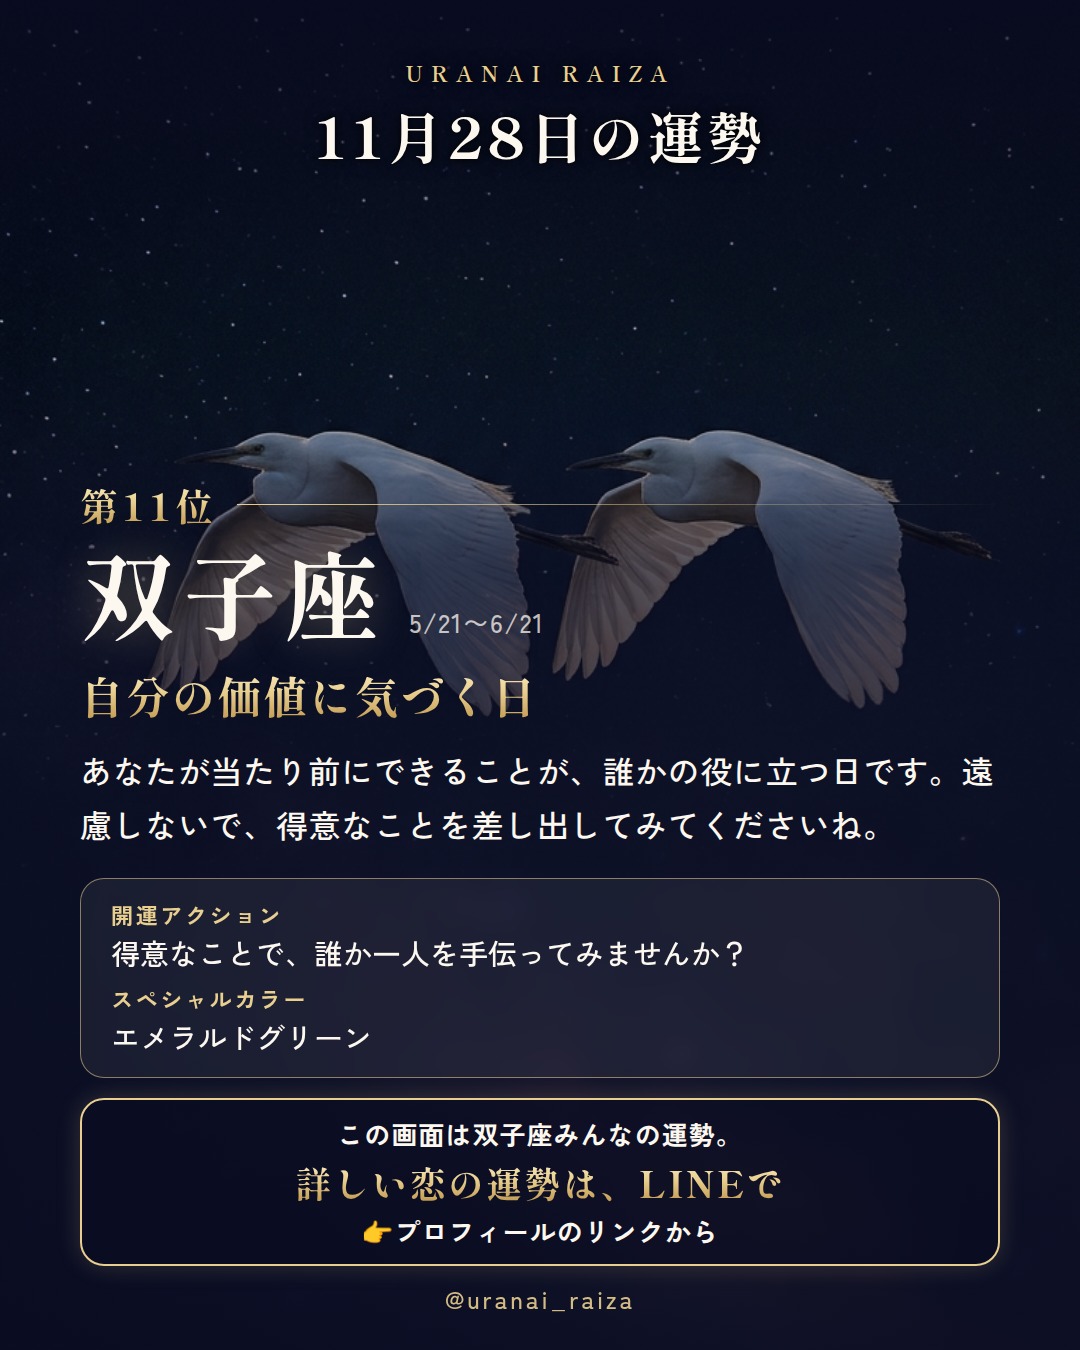 URANAI RAIZA
11月28日の運勢
第11位
双子座 5/21〜6/21
自分の価値に気づく日
あなたが当たり前にできることが、誰かの役に立つ日です。遠
慮しないで、得意なことを差し出してみてくださいね。
開運アクション
得意なことで、誰か一人を手伝ってみませんか？
スペシャルカラー
エメラルドグリーン
この画面は双子座みんなの運勢。
詳しい恋の運勢は、LINEで
👉プロフィールのリンクから
@uranai_raiza